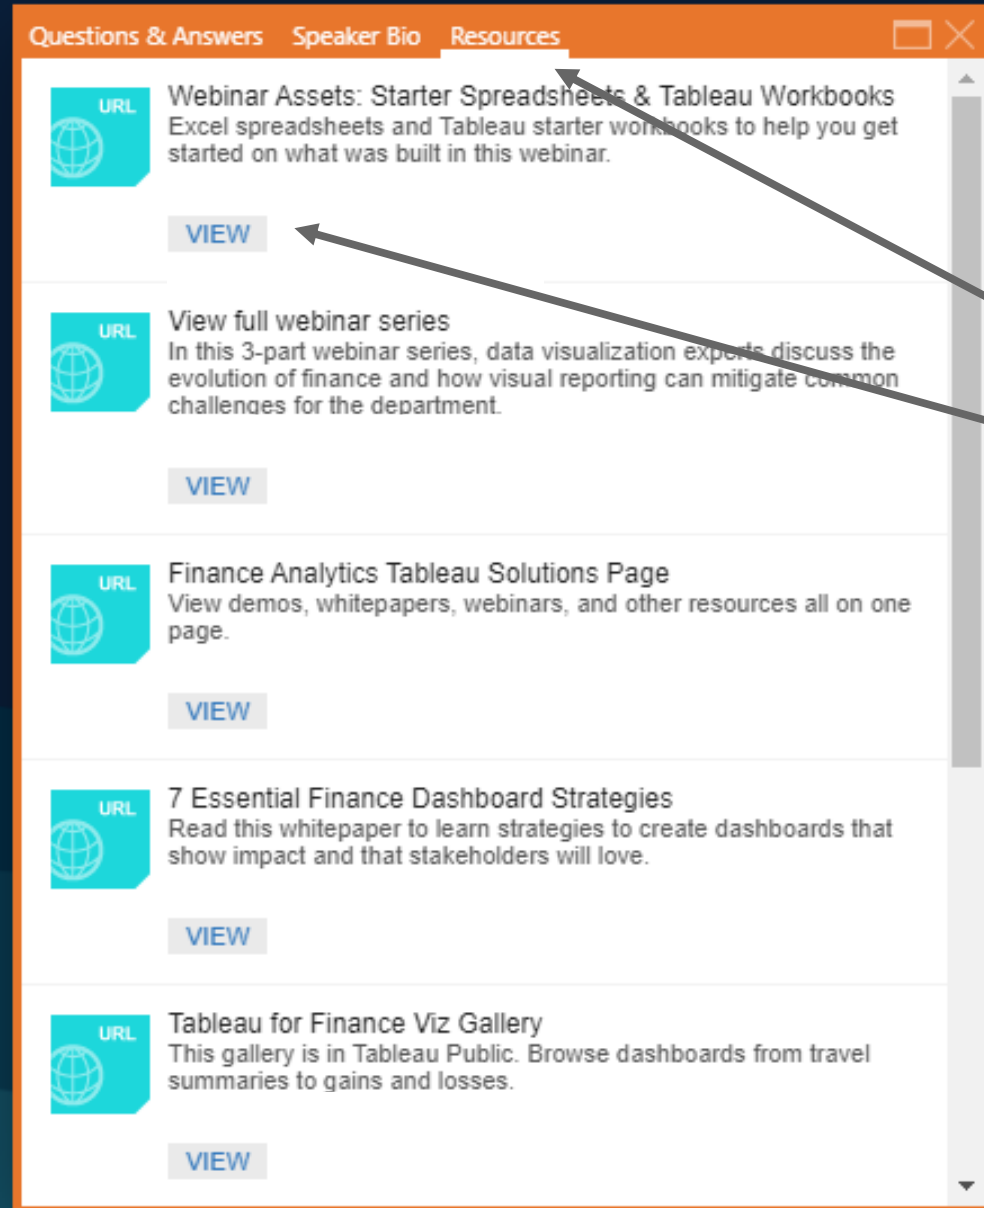 Questions & Answers Speaker Bio Resources
URL
Webinar Assets: Starter Spreadsheets & Tableau Workbooks
Excel spreadsheets and Tableau starter workbooks to help you get
started on what was built in this webinar.
VIEW
URL
View full webinar series
In this 3-part webinar series, data visualization experts discuss the
evolution of finance and how visual reporting can mitigate common
challenges for the department.
VIEW
URL
Finance Analytics Tableau Solutions Page
View demos, whitepapers, webinars, and other resources all on one
page.
VIEW
URL
7 Essential Finance Dashboard Strategies
Read this whitepaper to learn strategies to create dashboards that
show impact and that stakeholders will love.
VIEW
URL
Tableau for Finance Viz Gallery
This gallery is in Tableau Public. Browse dashboards from travel
summaries to gains and losses.
VIEW